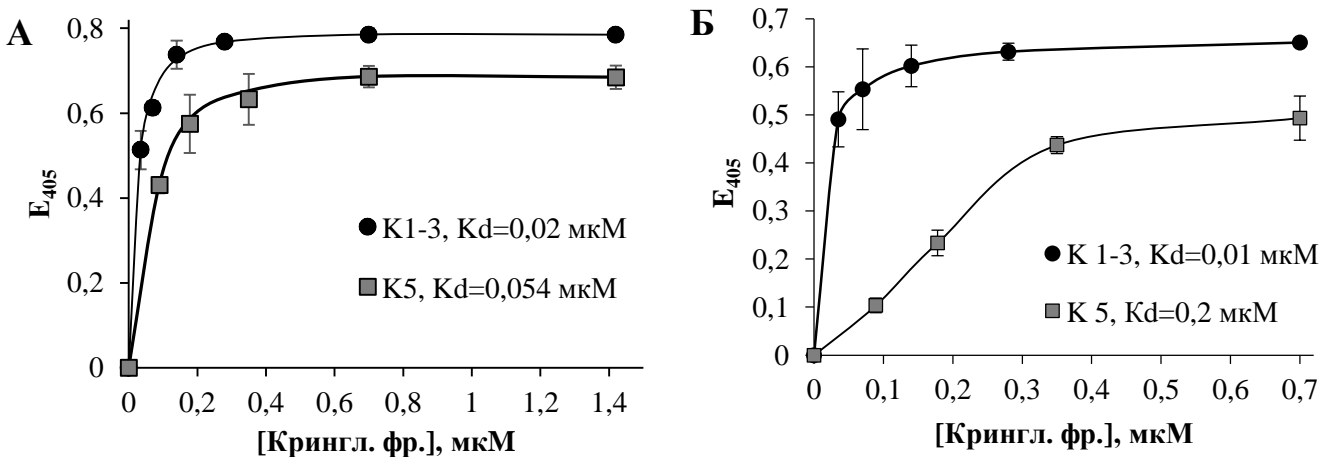 А
0,8
0,6
0,4
0,2
0
E405
0 0,2 0,4 0,6 0,8 1 1,2 1,4
[Крингл. фр.], мкМ
K1-3, Kd=0,02 мкМ
K5, Kd=0,054 мкМ
Б
0,7
0,6
0,5
0,4
0,3
0,2
0,1
0
E405
0 0,1 0,2 0,3 0,4 0,5 0,6 0,7
[Крингл. фр.], мкМ
K 1-3, Kd=0,01 мкМ
K 5, Kd=0,2 мкМ